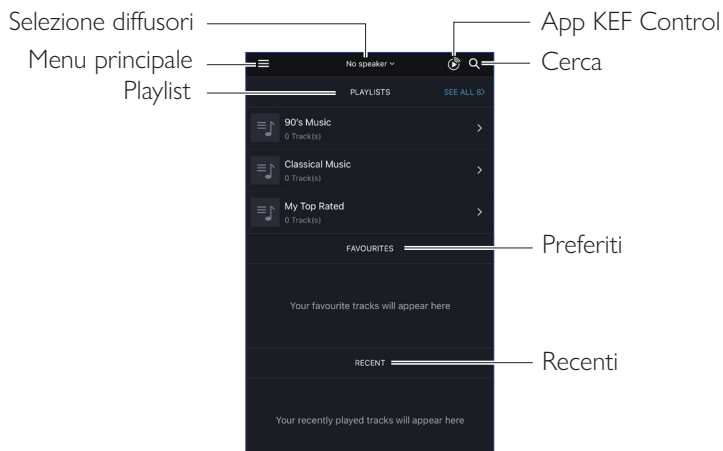 Selezione diffusori
App KEF Control
Menu principale
No speaker
Cerca
Playlist
PLAYLISTS
SEE ALL 8>
90's Music
0 Track(s)
Classical Music
0 Track(s)
My Top Rated
0 Track(s)
FAVOURITES
Preferiti
Your favourite tracks will appear here
RECENT
Recenti
Your recently played tracks will appear here